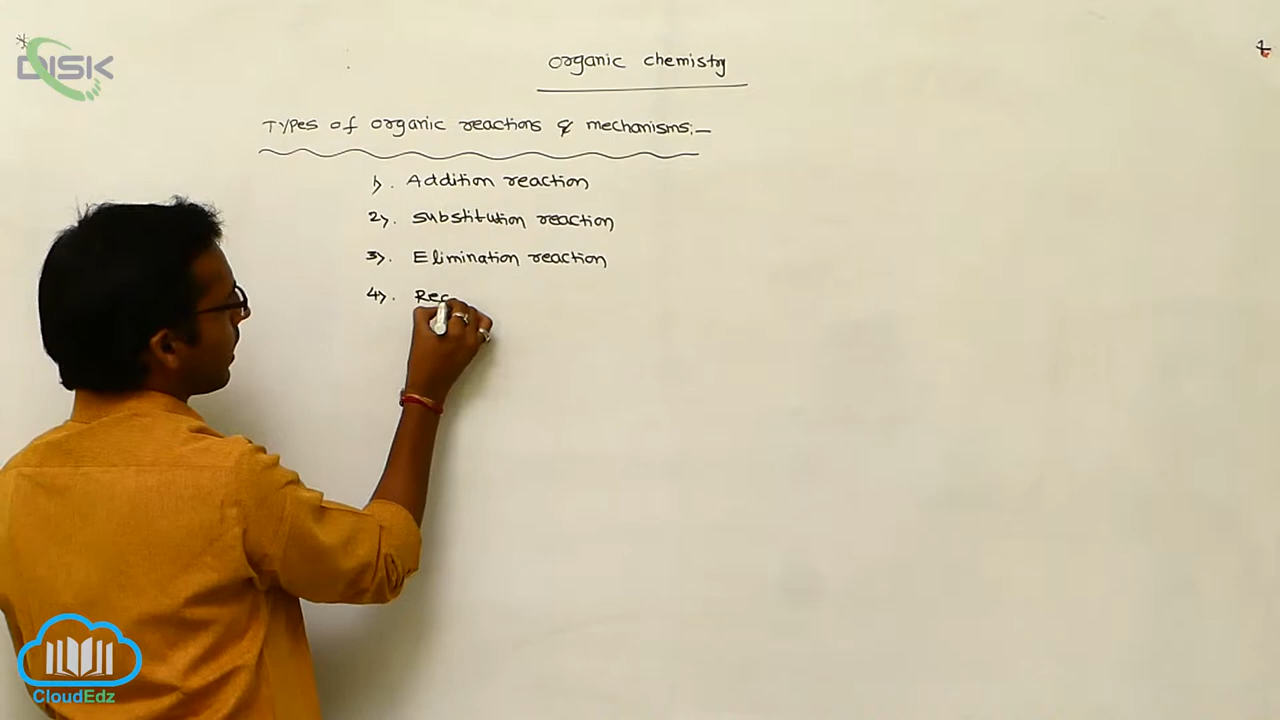 DISK
organic chemistry
Types of organic reactions & mechanisms:-
1). Addition reaction
2). Substitution reaction
3). Elimination reaction
4).
CloudEdz